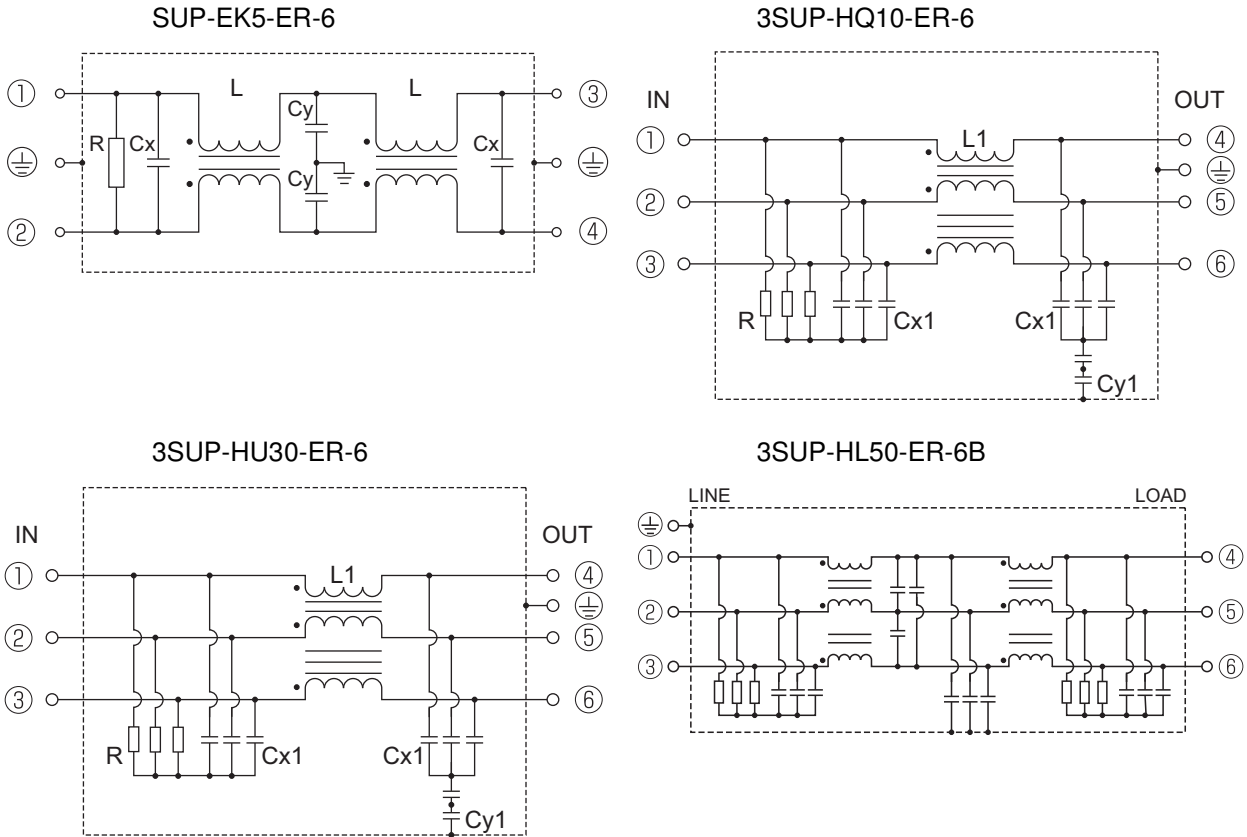 SUP-EK5-ER-6
① L L ③
Cy
R Cx Cx
Cy
② ④
3SUP-HQ10-ER-6
IN OUT
① L1 ④
② ⑤
③ ⑥
R Cx1 Cx1
Cy1
3SUP-HU30-ER-6
IN OUT
① L1 ④
② ⑤
③ ⑥
R Cx1 Cx1
Cy1
3SUP-HL50-ER-6B
LINE LOAD
① ④
② ⑤
③ ⑥